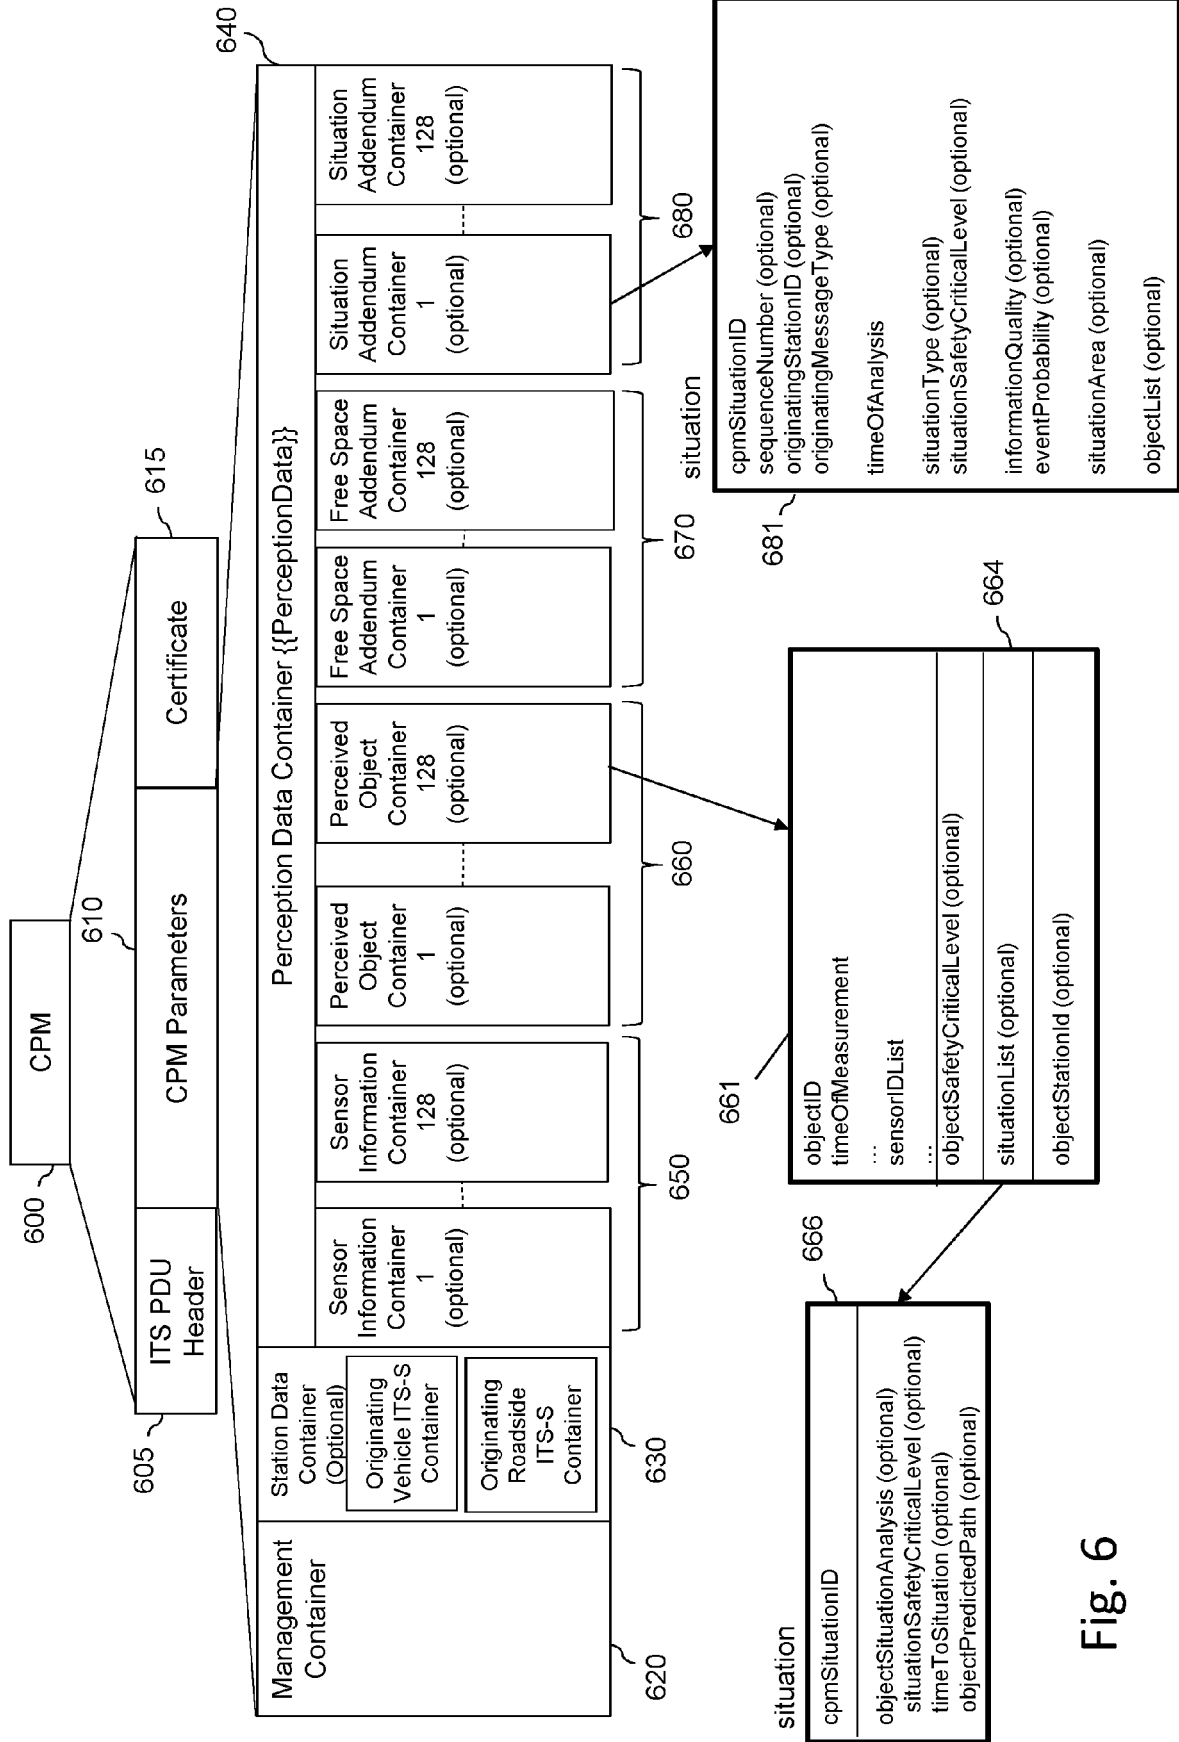 CPM
600
610
615
605
ITS PDU
Header
CPM Parameters
Certificate
640
Management
Container
620
Station Data
Container
(Optional)
Originating
Vehicle ITS-S
Container
Originating
Roadside
ITS-S
Container
630
Perception Data Container {{PerceptionData}}
Sensor
Information
Container
1
(optional)
Sensor
Information
Container
128
(optional)
650
Perceived
Object
Container
1
(optional)
Perceived
Object
Container
128
(optional)
660
Free Space
Addendum
Container
1
(optional)
Free Space
Addendum
Container
128
(optional)
670
Situation
Addendum
Container
1
(optional)
Situation
Addendum
Container
128
(optional)
680
situation
666
cpmSituationID
objectSituationAnalysis (optional)
situationSafetyCriticalLevel (optional)
timeToSituation (optional)
objectPredictedPath (optional)
661
objectID
timeOfMeasurement
...
sensorIDList
...
objectSafetyCriticalLevel (optional)
situationList (optional)
objectStationId (optional)
664
situation
681
cpmSituationID
sequenceNumber (optional)
originatingStationID (optional)
originatingMessageType (optional)
timeOfAnalysis
situationType (optional)
situationSafetyCriticalLevel (optional)
informationQuality (optional)
eventProbability (optional)
situationArea (optional)
objectList (optional)
Fig. 6